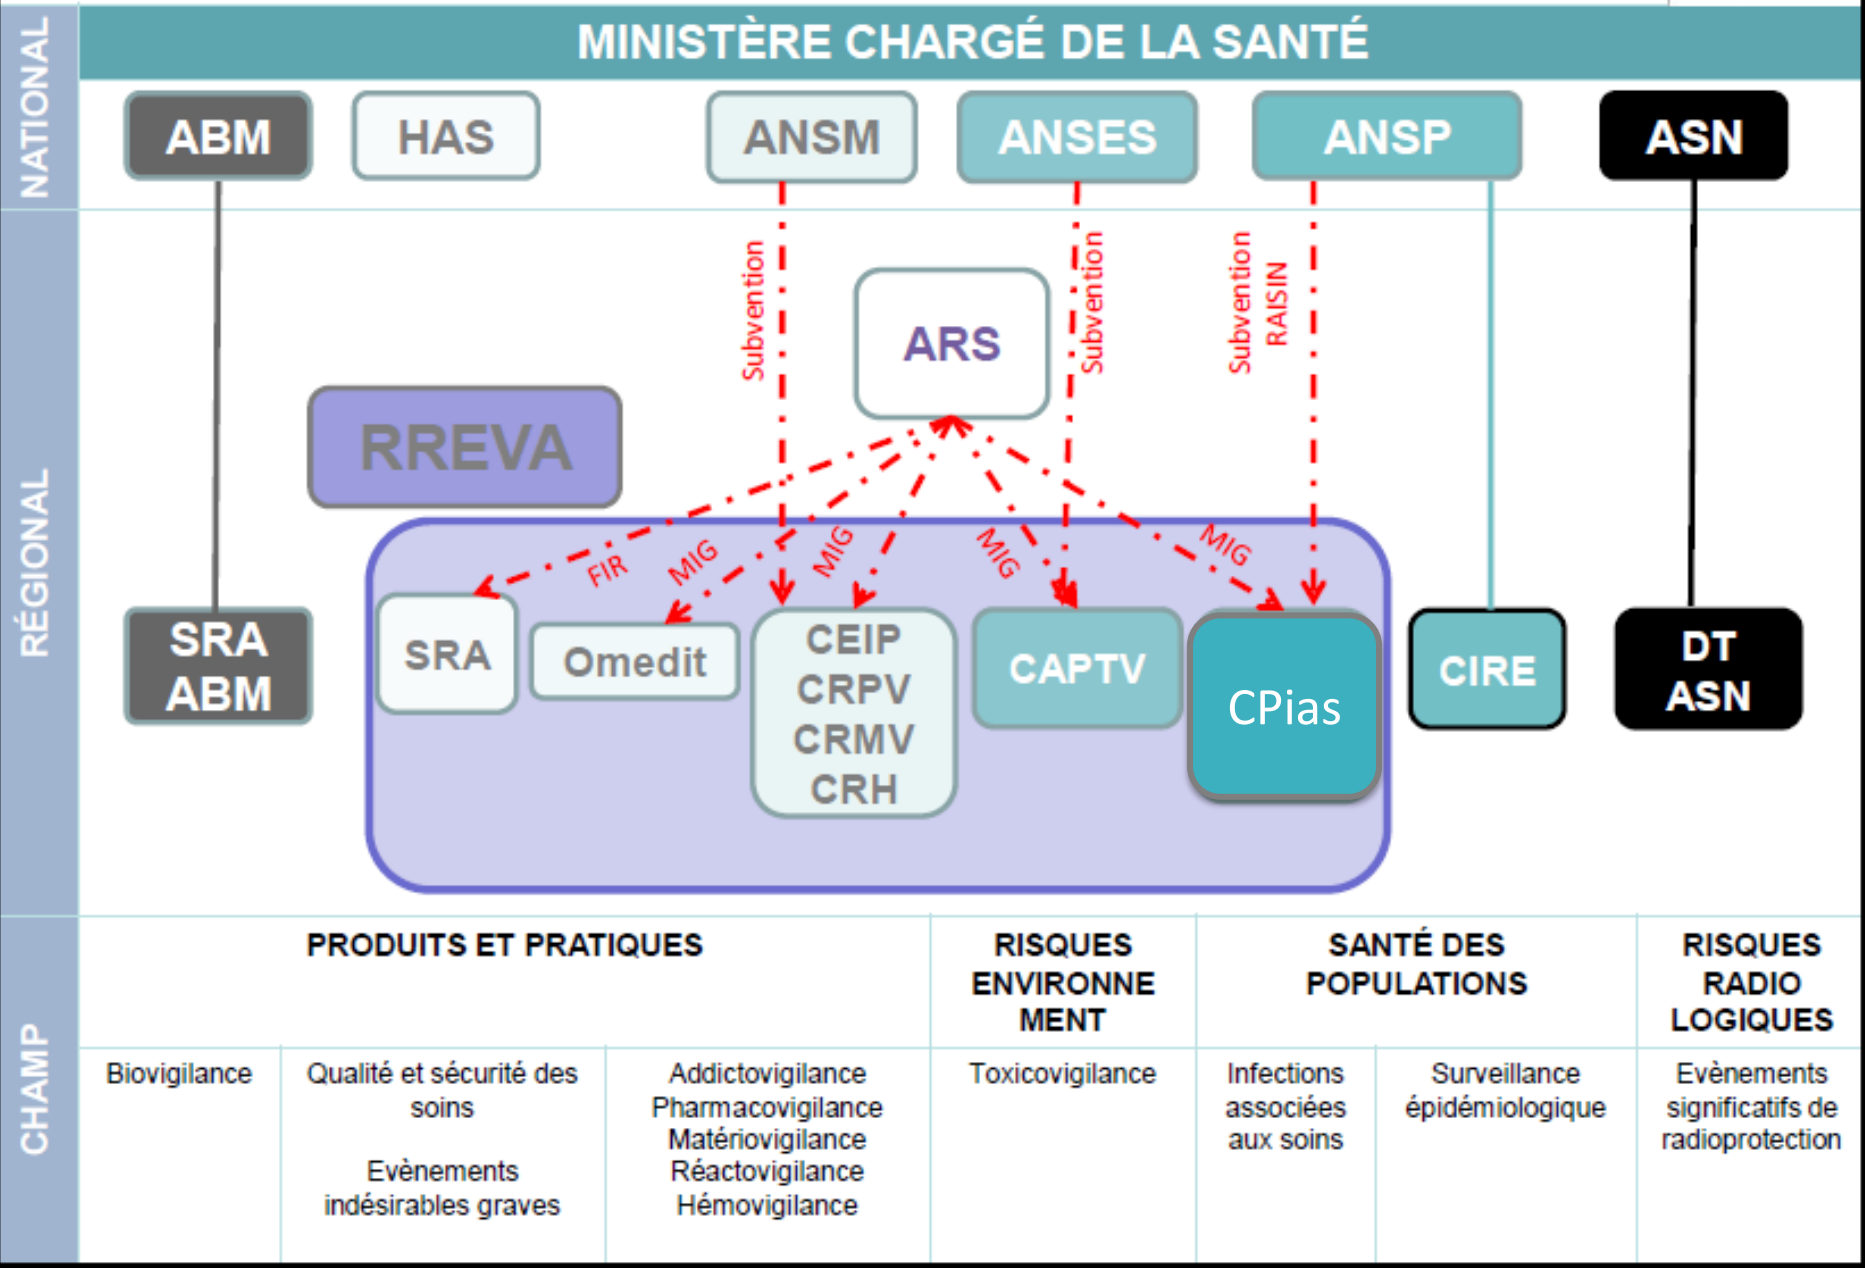 NATIONAL
MINISTÈRE CHARGÉ DE LA SANTÉ
ABM
HAS
ANSM
ANSES
ANSP
ASN
RÉGIONAL
Subvention
Subvention
Subvention
RAISIN
ARS
RREVA
FIR
MIG
MIG
MIG
MIG
SRA
ABM
SRA
Omedit
CEIP
CRPV
CRMV
CRH
CAPTV
CPias
CIRE
DT
ASN
CHAMP
PRODUITS ET PRATIQUES
RISQUES
ENVIRONNE
MENT
SANTÉ DES
POPULATIONS
RISQUES
RADIO
LOGIQUES
Biovigilance
Qualité et sécurité des
soins
Evènements
indésirables graves
Addictovigilance
Pharmacovigilance
Matériovigilance
Réactovigilance
Hémovigilance
Toxicovigilance
Infections
associées
aux soins
Surveillance
épidémiologique
Evènements
significatifs de
radioprotection